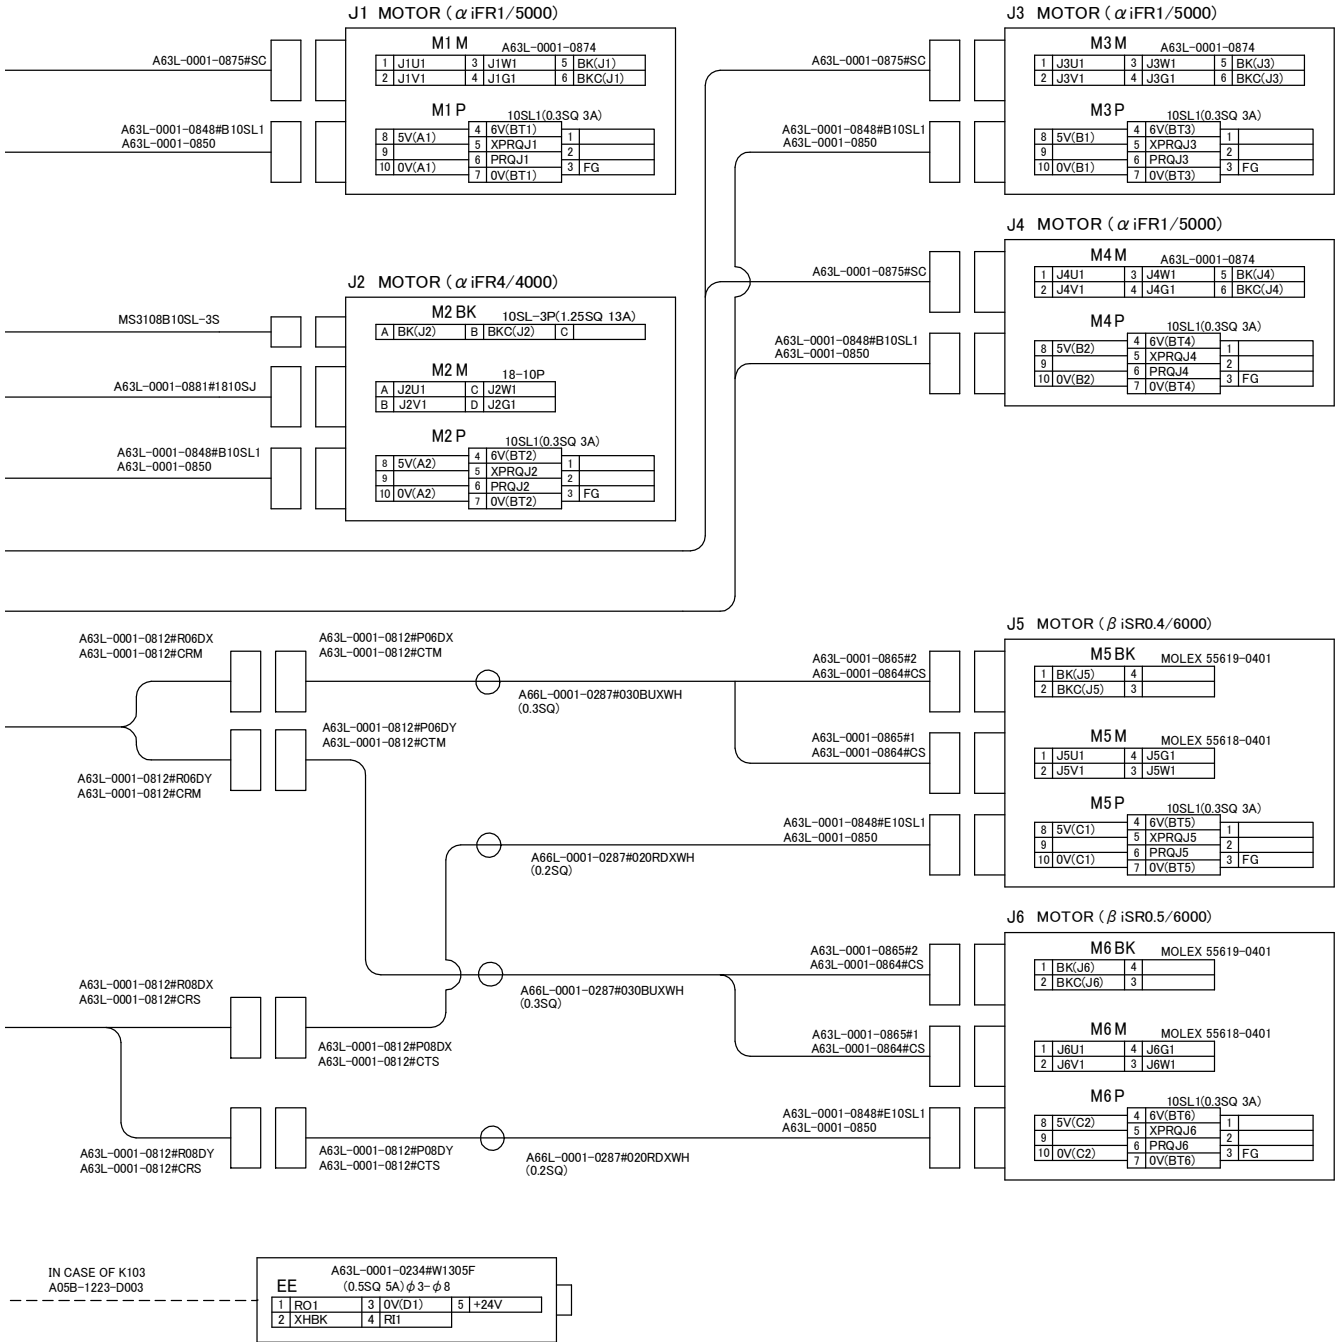 J1 MOTOR ( α iFR1/5000)
A63L-0001-0875#SC
M1 M A63L-0001-0874
1 J1U1 3 J1W1 5 BK(J1)
2 J1V1 4 J1G1 6 BKC(J1)
A63L-0001-0848#B10SL1
A63L-0001-0850
M1 P 10SL1(0.3SQ 3A)
8 5V(A1)
9
10 0V(A1)
4 6V(BT1)
5 XPRQJ1
6 PRQJ1
7 0V(BT1)
1
2
3 FG
J2 MOTOR ( α iFR4/4000)
MS3108B10SL-3S
M2 BK 10SL-3P(1.25SQ 13A)
A BK(J2) B BKC(J2) C
A63L-0001-0881#1810SJ
M2 M 18-10P
A J2U1 C J2W1
B J2V1 D J2G1
A63L-0001-0848#B10SL1
A63L-0001-0850
M2 P 10SL1(0.3SQ 3A)
8 5V(A2)
9
10 0V(A2)
4 6V(BT2)
5 XPRQJ2
6 PRQJ2
7 0V(BT2)
1
2
3 FG
J3 MOTOR ( α iFR1/5000)
A63L-0001-0875#SC
M3 M A63L-0001-0874
1 J3U1 3 J3W1 5 BK(J3)
2 J3V1 4 J3G1 6 BKC(J3)
A63L-0001-0848#B10SL1
A63L-0001-0850
M3 P 10SL1(0.3SQ 3A)
8 5V(B1)
9
10 0V(B1)
4 6V(BT3)
5 XPRQJ3
6 PRQJ3
7 0V(BT3)
1
2
3 FG
J4 MOTOR ( α iFR1/5000)
A63L-0001-0875#SC
M4 M A63L-0001-0874
1 J4U1 3 J4W1 5 BK(J4)
2 J4V1 4 J4G1 6 BKC(J4)
A63L-0001-0848#B10SL1
A63L-0001-0850
M4 P 10SL1(0.3SQ 3A)
8 5V(B2)
9
10 0V(B2)
4 6V(BT4)
5 XPRQJ4
6 PRQJ4
7 0V(BT4)
1
2
3 FG
A63L-0001-0812#R06DX
A63L-0001-0812#CRM
A63L-0001-0812#P06DX
A63L-0001-0812#CTM
A66L-0001-0287#030BUXWH
(0.3SQ)
A63L-0001-0812#P06DY
A63L-0001-0812#CTM
A63L-0001-0812#R06DY
A63L-0001-0812#CRM
A66L-0001-0287#020RDXWH
(0.2SQ)
J5 MOTOR ( β iSR0.4/6000)
A63L-0001-0865#2
A63L-0001-0864#CS
M5 BK MOLEX 55619-0401
1 BK(J5) 4
2 BKC(J5) 3
A63L-0001-0865#1
A63L-0001-0864#CS
M5 M MOLEX 55618-0401
1 J5U1 4 J5G1
2 J5V1 3 J5W1
A63L-0001-0848#E10SL1
A63L-0001-0850
M5 P 10SL1(0.3SQ 3A)
8 5V(C1)
9
10 0V(C1)
4 6V(BT5)
5 XPRQJ5
6 PRQJ5
7 0V(BT5)
1
2
3 FG
A63L-0001-0812#R08DX
A63L-0001-0812#CRS
A63L-0001-0812#P08DX
A63L-0001-0812#CTS
A66L-0001-0287#030BUXWH
(0.3SQ)
A63L-0001-0812#R08DY
A63L-0001-0812#CRS
A63L-0001-0812#P08DY
A63L-0001-0812#CTS
A66L-0001-0287#020RDXWH
(0.2SQ)
J6 MOTOR ( β iSR0.5/6000)
A63L-0001-0865#2
A63L-0001-0864#CS
M6 BK MOLEX 55619-0401
1 BK(J6) 4
2 BKC(J6) 3
A63L-0001-0865#1
A63L-0001-0864#CS
M6 M MOLEX 55618-0401
1 J6U1 4 J6G1
2 J6V1 3 J6W1
A63L-0001-0848#E10SL1
A63L-0001-0850
M6 P 10SL1(0.3SQ 3A)
8 5V(C2)
9
10 0V(C2)
4 6V(BT6)
5 XPRQJ6
6 PRQJ6
7 0V(BT6)
1
2
3 FG
IN CASE OF K103
A05B-1223-D003
A63L-0001-0234#W1305F
EE (0.5SQ 5A) φ 3- φ 8
1 RO1 3 0V(D1) 5 +24V
2 XHBK 4 RI1